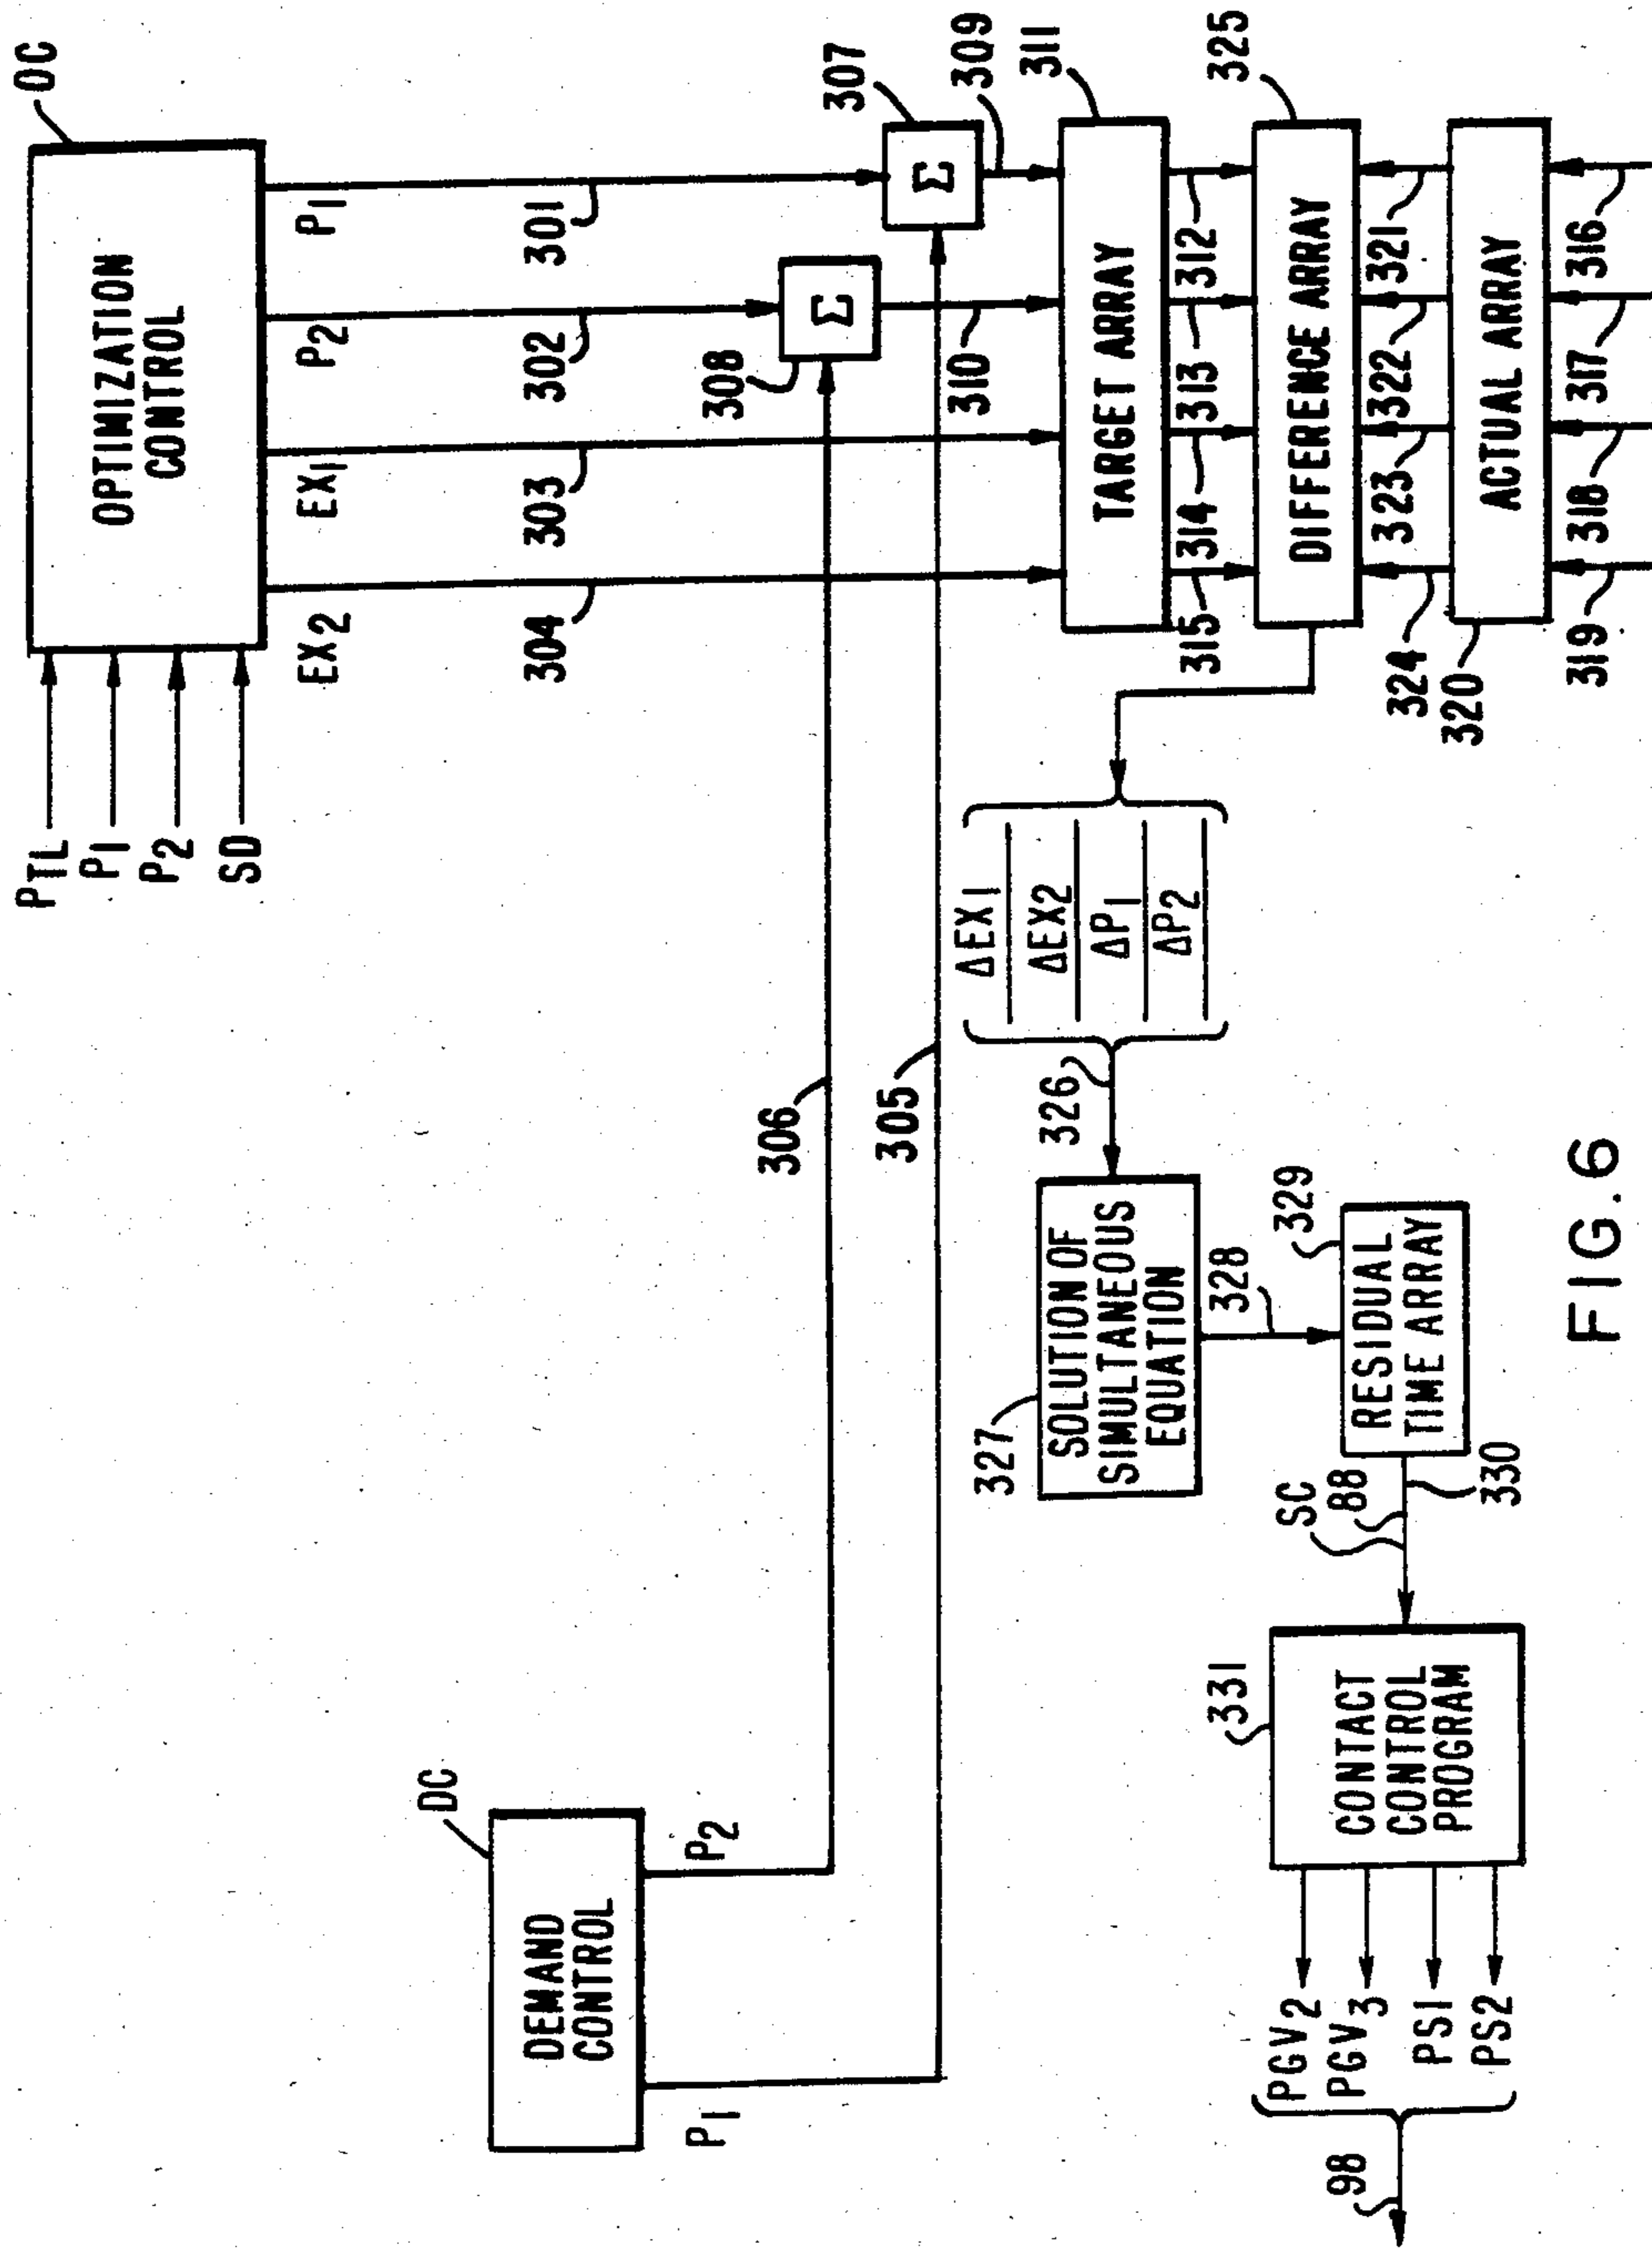 OC
OPTIMIZATION
CONTROL
PTL
P1
P2
SD
EX2
EX1
P2
P1
304
303
302
301
308
Σ
307
Σ
310
309
306
305
311
TARGET ARRAY
315
314
313
312
325
DIFFERENCE ARRAY
324
323
322
321
320
ACTUAL ARRAY
319
318
317
316
ΔEX1
ΔEX2
ΔP1
ΔP2
326
327
SOLUTION OF
SIMULTANEOUS
EQUATION
328
329
RESIDUAL
TIME ARRAY
330
SC
88
331
CONTACT
CONTROL
PROGRAM
PGV2
PGV3
PS1
PS2
98
DC
DEMAND
CONTROL
P1
P2
FIG.6